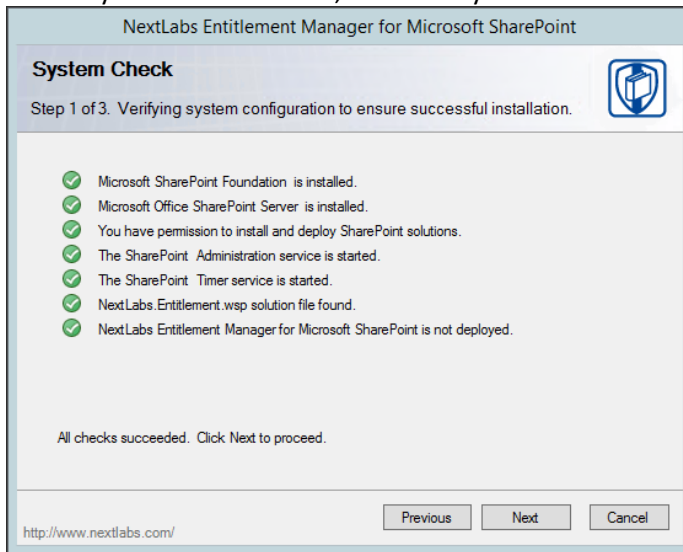 NextLabs Entitlement Manager for Microsoft SharePoint
System Check
Step 1 of 3. Verifying system configuration to ensure successful installation.
Microsoft SharePoint Foundation is installed.
Microsoft Office SharePoint Server is installed.
You have permission to install and deploy SharePoint solutions.
The SharePoint Administration service is started.
The SharePoint Timer service is started.
NextLabs.Entitlement.wsp solution file found.
NextLabs Entitlement Manager for Microsoft SharePoint is not deployed.
All checks succeeded. Click Next to proceed.
http://www.nextlabs.com/ Previous Next Cancel